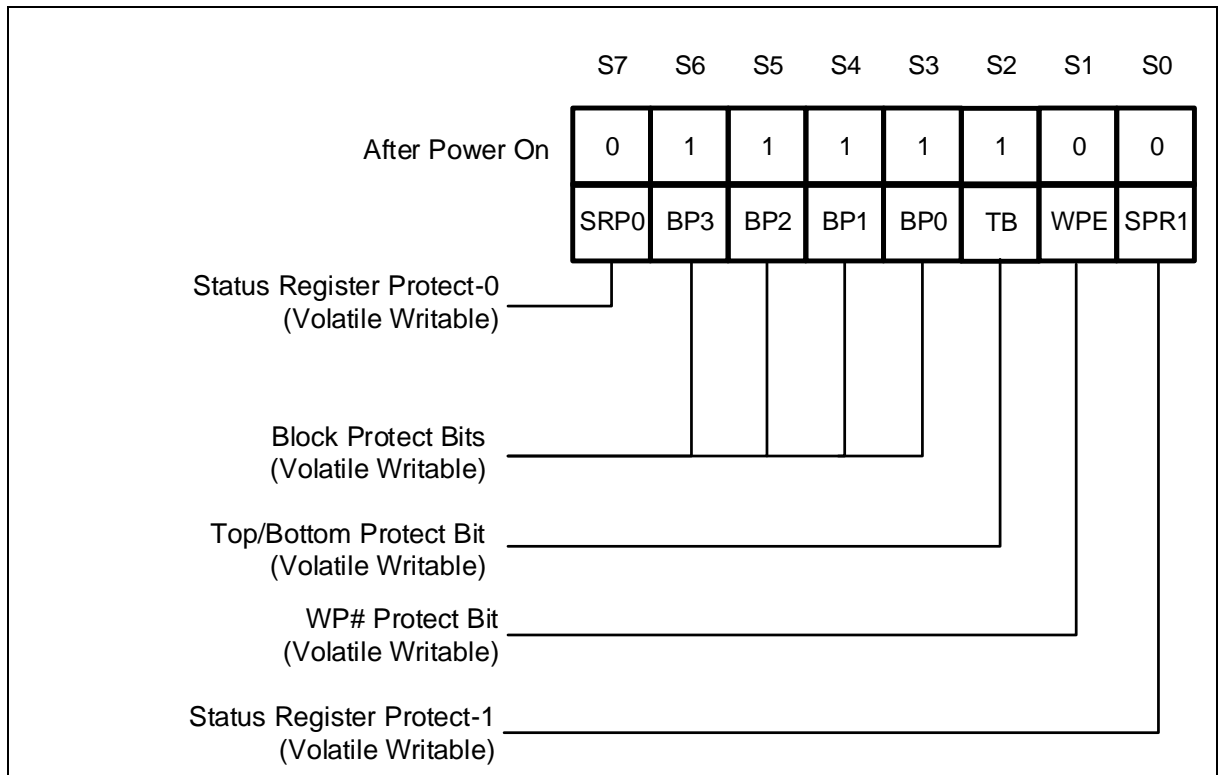 S7 S6 S5 S4 S3 S2 S1 S0
After Power On 0 1 1 1 1 1 0 0
SRP0 BP3 BP2 BP1 BP0 TB WPE SPR1
Status Register Protect-0
(Volatile Writable)
Block Protect Bits
(Volatile Writable)
Top/Bottom Protect Bit
(Volatile Writable)
WP# Protect Bit
(Volatile Writable)
Status Register Protect-1
(Volatile Writable)